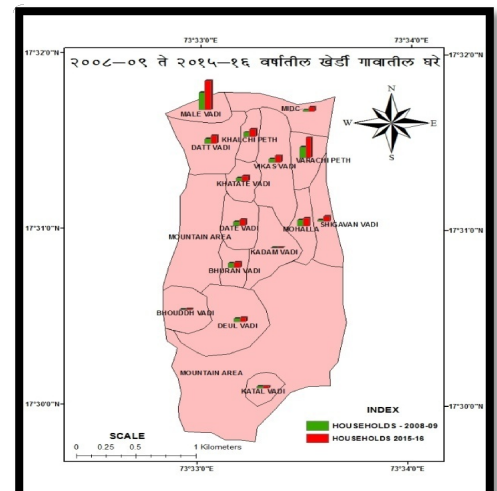 73°33'0"E 73°34'0"E
17°32'0"N 17°32'0"N
२००८—०९ ते २०१५—१६ वर्षातील खेर्डी गावातील घरे
N
MALE VADI MIDC W E
DATT VADI KHALCHI PETH S
VIKAS VADI VARACHI PETH
KHATATE VADI
17°31'0"N 17°31'0"N
DATE VADI MOHALLA SHIGAVAN VADI
MOUNTAIN AREA
KADAM VADI
BHURAN VADI
BHOUDDH VADI
DEUL VADI
MOUNTAIN AREA
KATAL VADI
17°30'0"N 17°30'0"N
INDEX
HOUSEHOLDS - 2008-09
HOUSEHOLDS 2015-16
SCALE
0 0.25 0.5 1 Kilometers
73°33'0"E 73°34'0"E